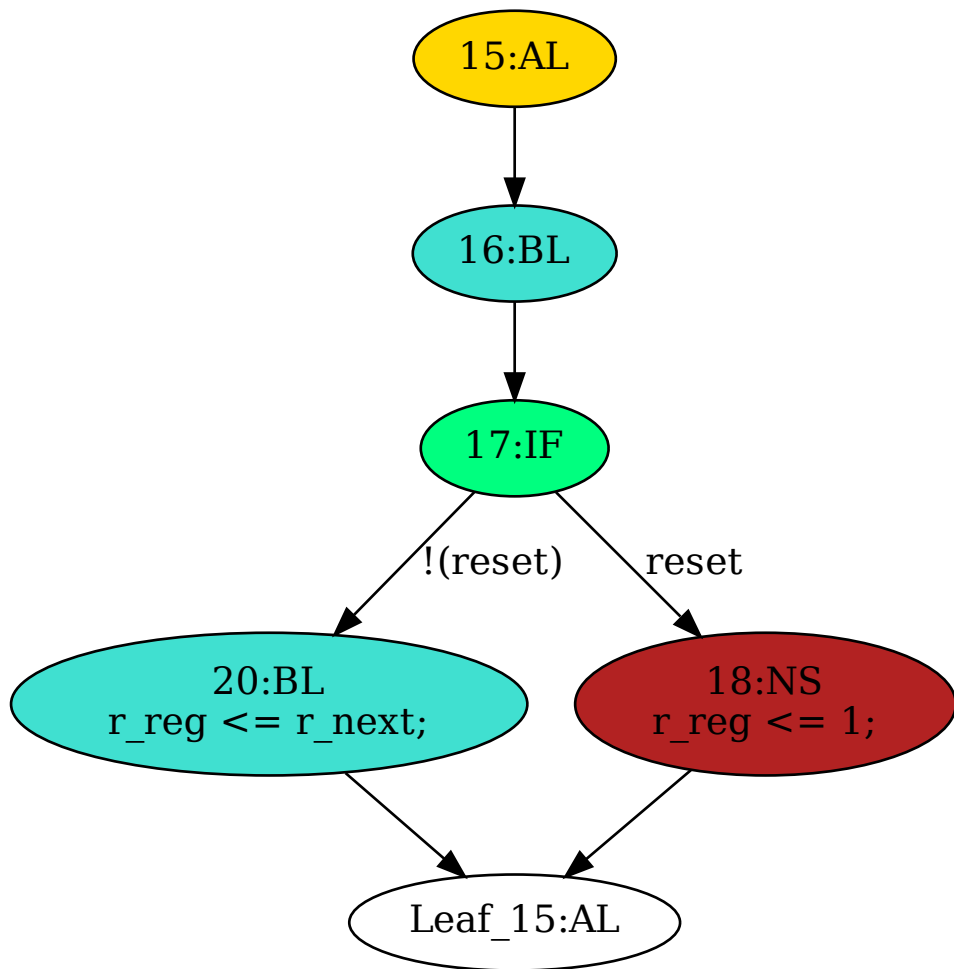 15:AL
16:BL
17:IF
!(reset)
reset
20:BL
r_reg <= r_next;
18:NS
r_reg <= 1;
Leaf_15:AL